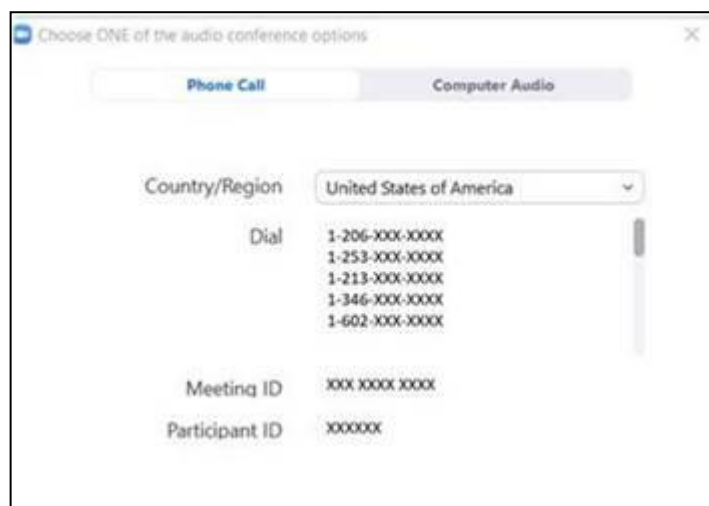 Choose ONE of the audio conference options
Phone Call Computer Audio
Country/Region United States of America
Dial 1-206-XXX-XXXX
1-253-XXX-XXXX
1-213-XXX-XXXX
1-346-XXX-XXXX
1-602-XXX-XXXX
Meeting ID XXX XXXX XXXX
Participant ID XXXXXX